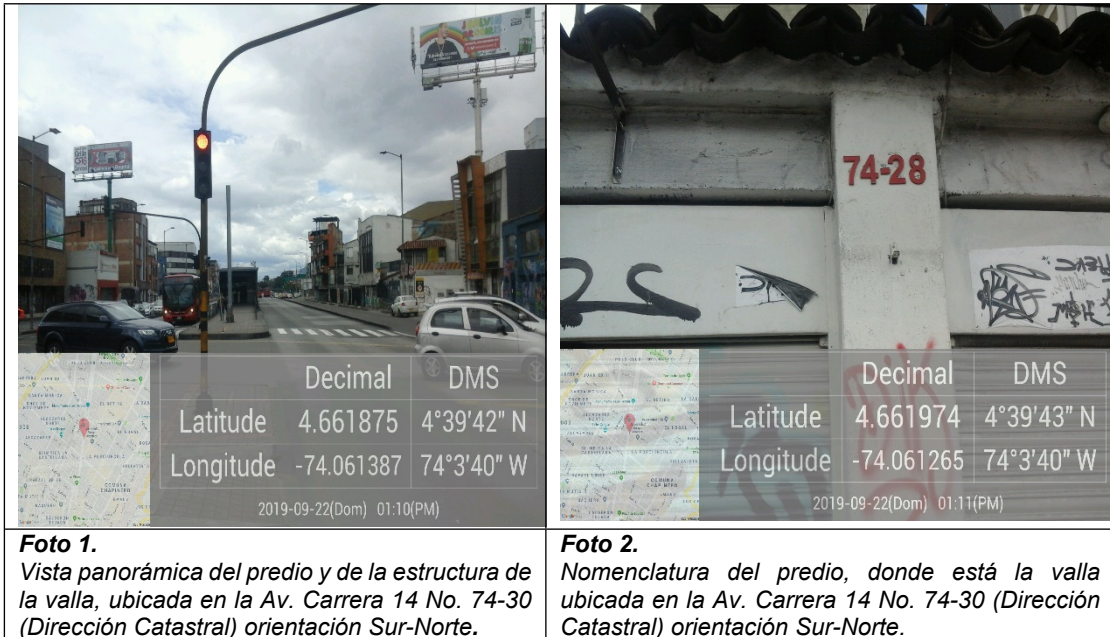 Decimal DMS
Latitude 4.661875 4°39'42" N
Longitude -74.061387 74°3'40" W
2019-09-22(Dom) 01:10(PM)
74-28
Decimal DMS
Latitude 4.661974 4°39'43" N
Longitude -74.061265 74°3'40" W
2019-09-22(Dom) 01:11(PM)
Foto 1.
Vista panorámica del predio y de la estructura de
la valla, ubicada en la Av. Carrera 14 No. 74-30
(Dirección Catastral) orientación Sur-Norte.
Foto 2.
Nomenclatura del predio, donde está la valla
ubicada en la Av. Carrera 14 No. 74-30 (Dirección
Catastral) orientación Sur-Norte.